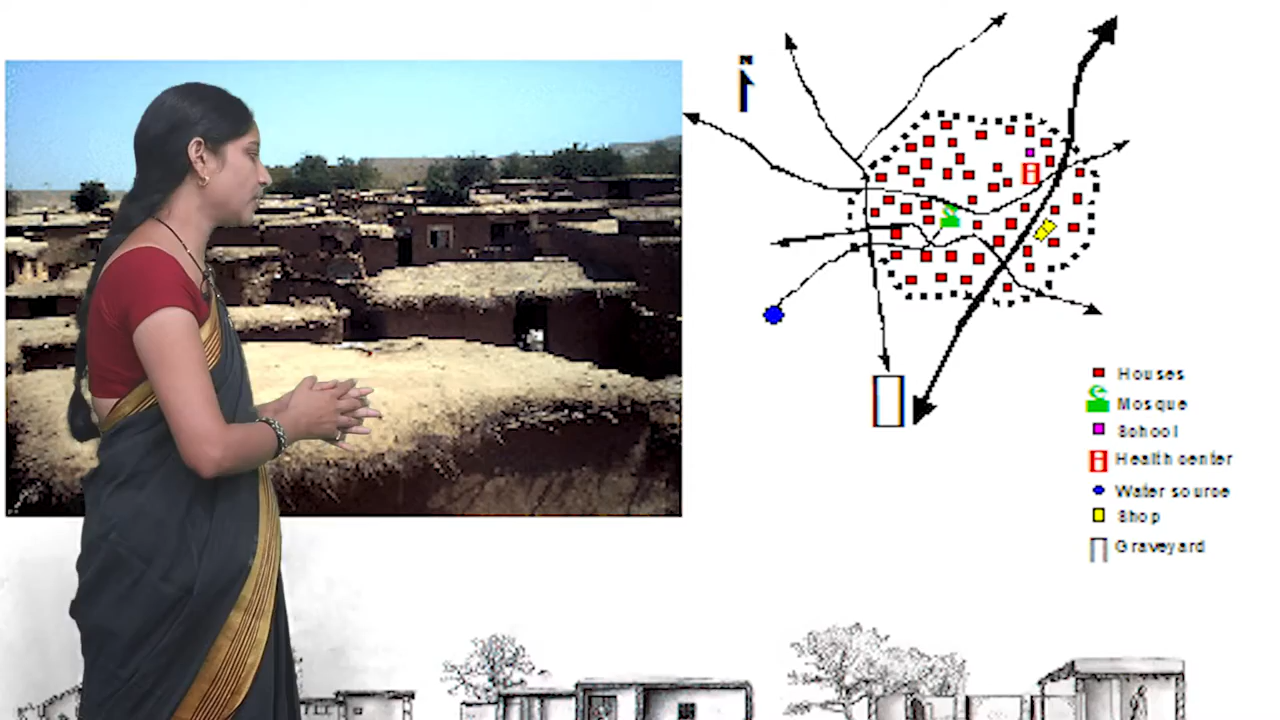 N
Houses
Mosque
School
Health center
Water source
Shop
Graveyard